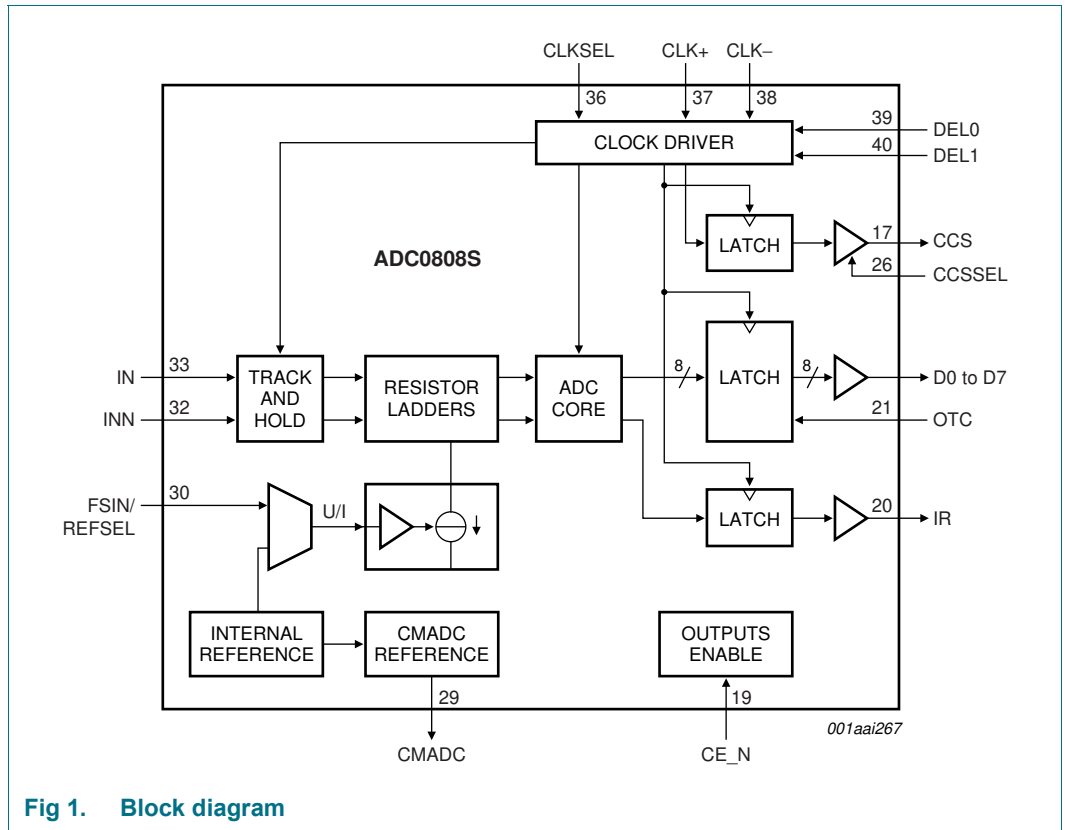 CLKSEL CLK+ CLK−
36 37 38
CLOCK DRIVER
39 DEL0
40 DEL1
LATCH
17 CCS
26 CCSSEL
ADC0808S
IN 33
INN 32
TRACK
AND
HOLD
RESISTOR
LADDERS
ADC
CORE
8
LATCH
8
D0 to D7
21 OTC
FSIN/
REFSEL
30
U/I
LATCH
20 IR
INTERNAL
REFERENCE
CMADC
REFERENCE
OUTPUTS
ENABLE
29 19
CMADC CE_N
001aai267
Fig 1. Block diagram